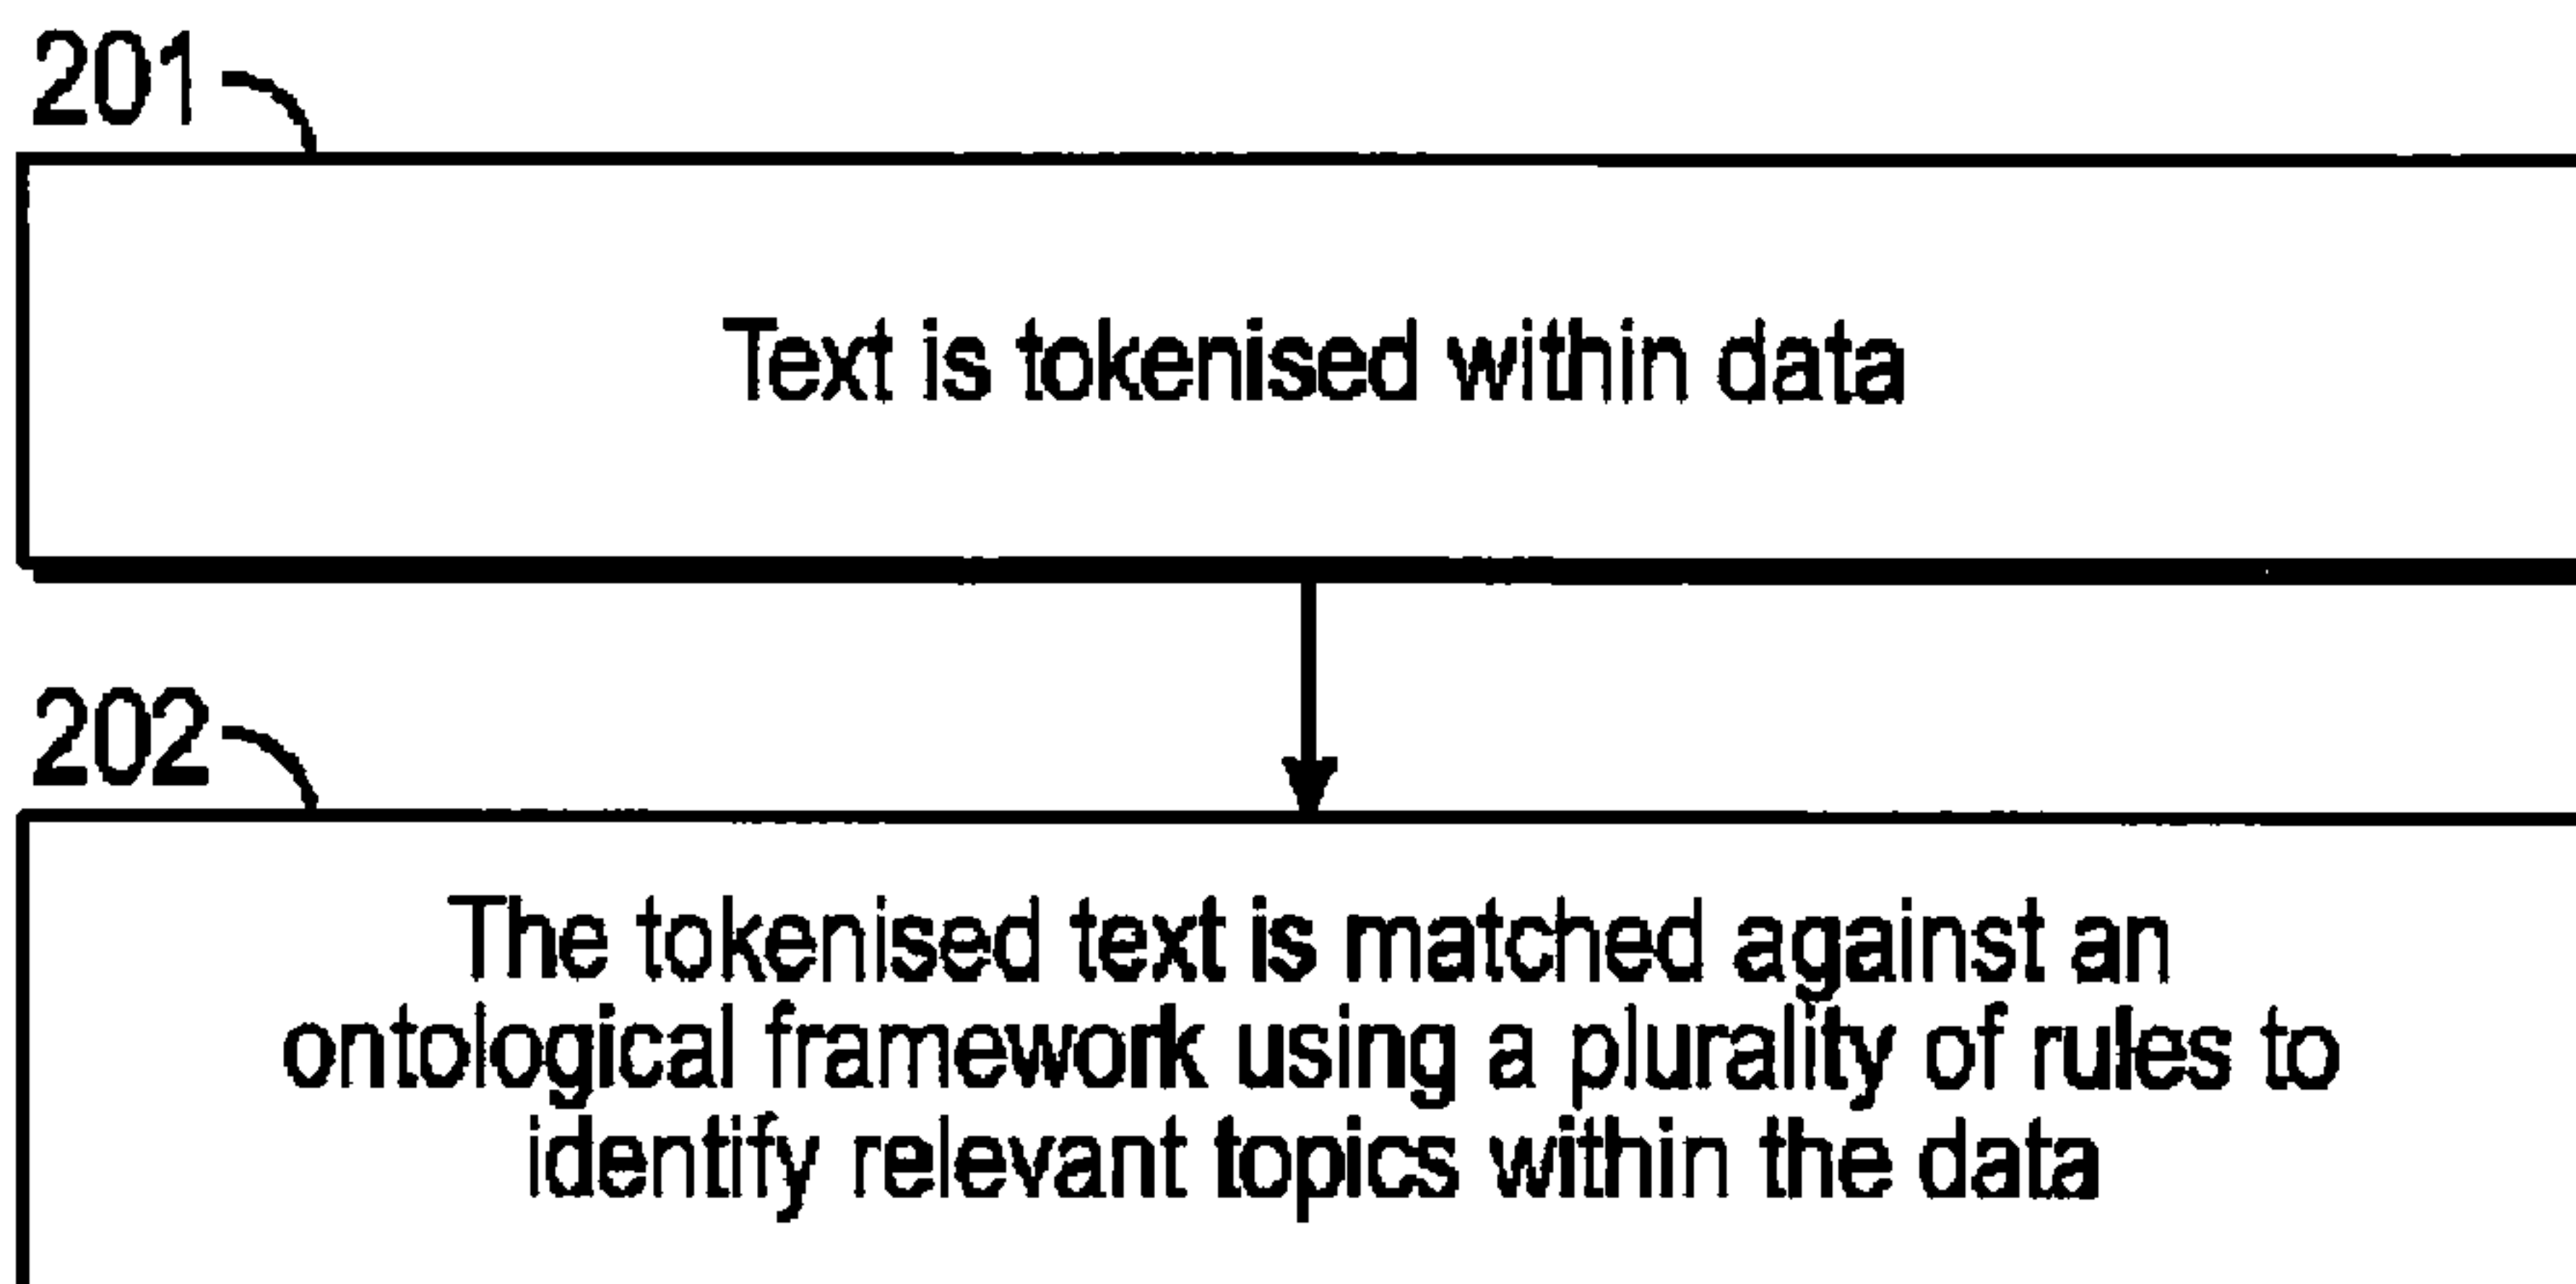 201
Text is tokenised within data
202
The tokenised text is matched against an
ontological framework using a plurality of rules to
identify relevant topics within the data